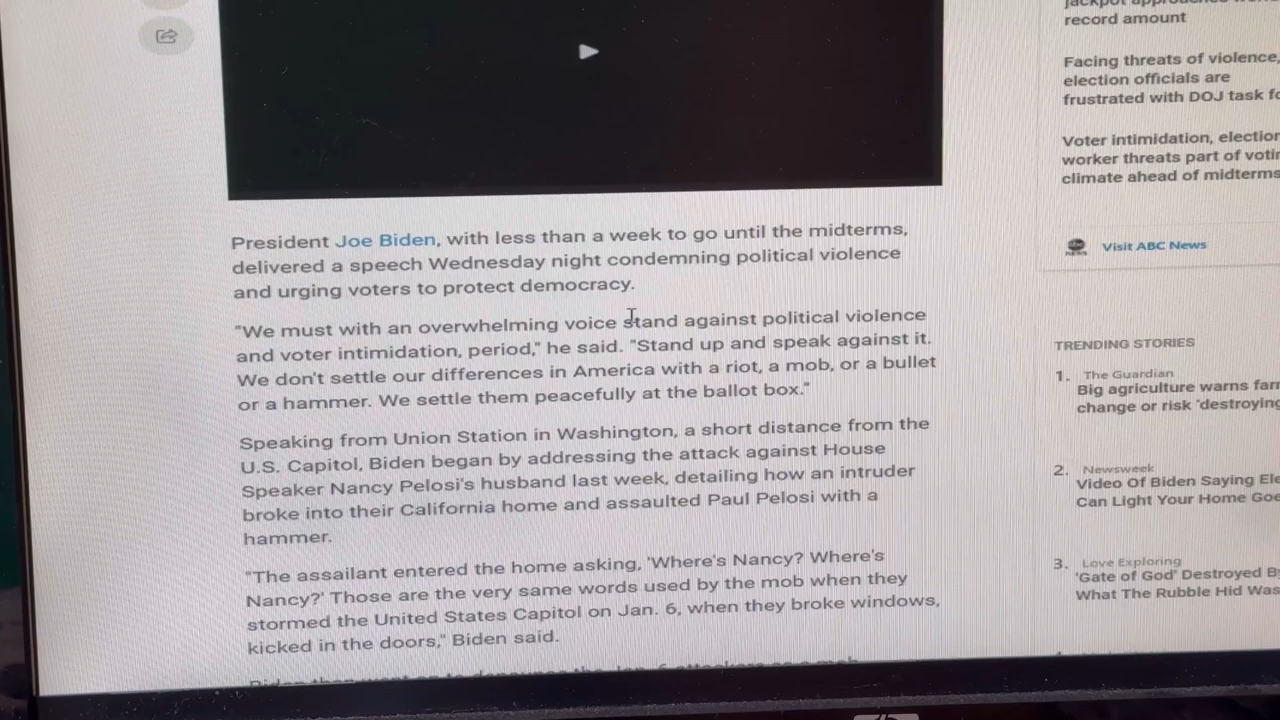 record amount
Facing threats of violence,
election officials are
frustrated with DOJ task
Voter intimidation, election
worker threats part of
climate ahead of midterms
Visit ABC News
President Joe Biden, with less than a week to go until the midterms,
delivered a speech Wednesday night condemning political violence
and urging voters to protect democracy.
"We must with an overwhelming voice stand against political violence
and voter intimidation, period," he said. "Stand up and speak against it.
We don't settle our differences in America with a riot, a mob, or a bullet
or a hammer. We settle them peacefully at the ballot box."
Speaking from Union Station in Washington, a short distance from the
U.S. Capitol, Biden began by addressing the attack against House
Speaker Nancy Pelosi's husband last week, detailing how an intruder
broke into their California home and assaulted Paul Pelosi with a
hammer.
"The assailant entered the home asking, 'Where's Nancy? Where's
Nancy?' Those are the very same words used by the mob when they
stormed the United States Capitol on Jan. 6, when they broke windows,
kicked in the doors," Biden said.
TRENDING STORIES
1. The Guardian
Big agriculture warns
change or risk 'destroying
2. Newsweek
Video Of Biden Saying
Can Light Your Home
3. Love Exploring
'Gate of God' Destroyed
What The Rubble Hid